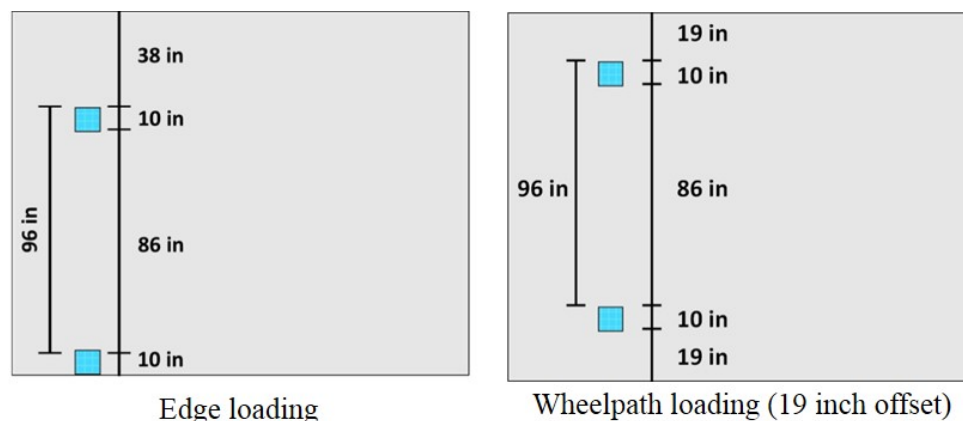 38 in
10 in
96 in
86 in
10 in
Edge loading
19 in
10 in
96 in
86 in
10 in
19 in
Wheelpath loading (19 inch offset)